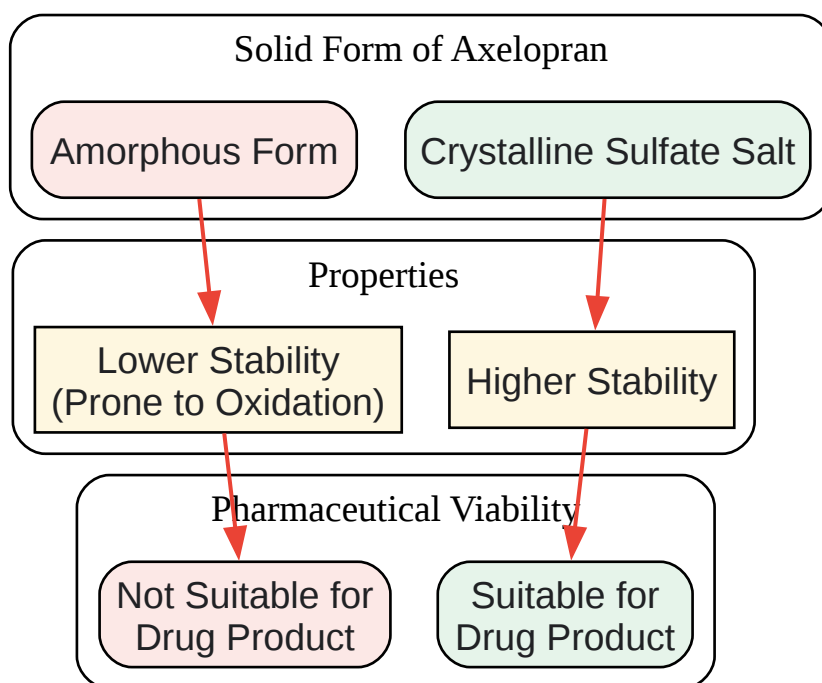 Solid Form of Axelopran
Amorphous Form
Crystalline Sulfate Salt
Properties
Lower Stability
(Prone to Oxidation)
Higher Stability
Pharmaceutical Viability
Not Suitable for
Drug Product
Suitable for
Drug Product